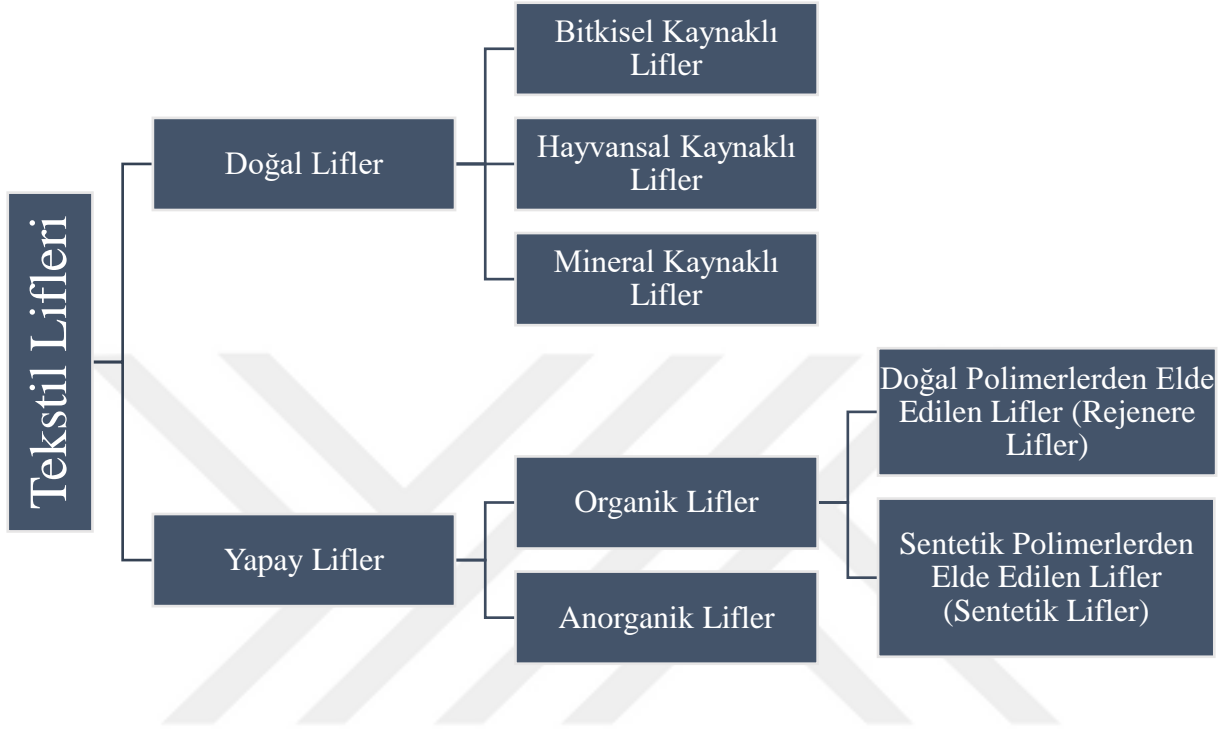 Tekstil Lifleri
Doğal Lifler
Bitkisel Kaynaklı
Lifler
Hayvansal Kaynaklı
Lifler
Mineral Kaynaklı
Lifler
Yapay Lifler
Organik Lifler
Doğal Polimerlerden Elde
Edilen Lifler (Rejenere
Lifler)
Sentetik Polimerlerden
Elde Edilen Lifler
(Sentetik Lifler)
Anorganik Lifler